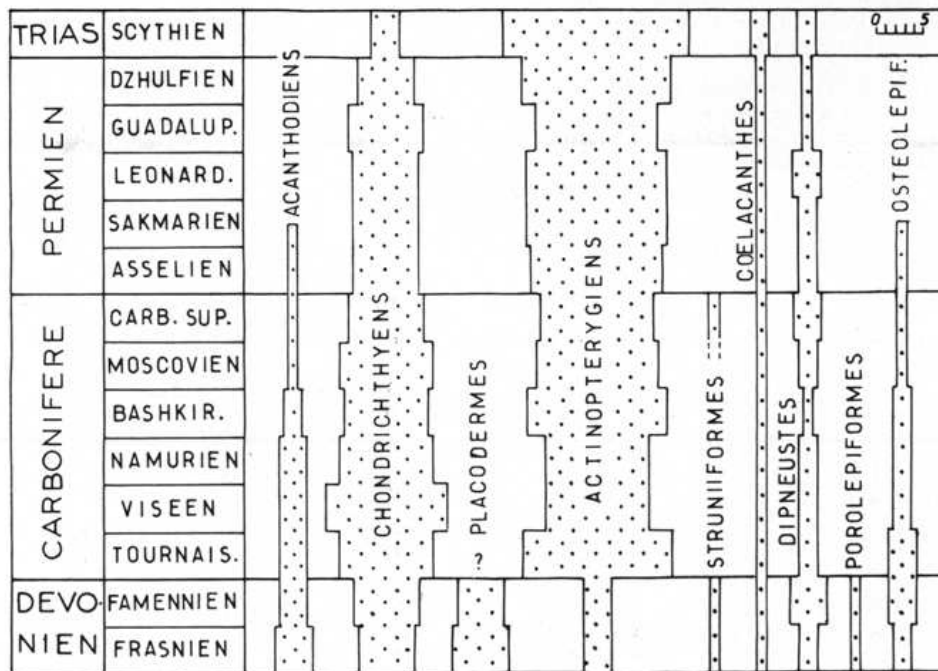 TRIAS
SCYTHIEN
0 5
PERMIEN
DZHULFIEN
GUADALUP.
LEONARD.
SAKMARIEN
ASSELIEN
CARBONIFERE
CARB. SUP.
MOSCOVIEN
BASHKIR.
NAMURIEN
VISEEN
TOURNAIS.
DEVO-
NIEN
FAMENNIEN
FRASNIEN
ACANTHODIENS
CHONDRICHTHYENS
? PLACODERMES
ACTINOPTERYGIENS
STRUNIIFORMES
COELACANTHES
DIPNEUSTES
POROLEPIFORMES
OSTEOLEPIF.